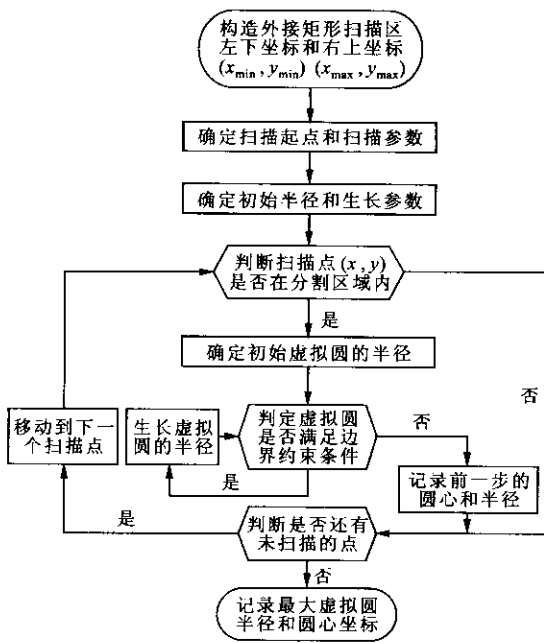 构造外接矩形扫描区
左下坐标和右上坐标
(x_min, y_min) (x_max, y_max)
确定扫描起点和扫描参数
确定初始半径和生长参数
判断扫描点(x, y)
是否在分割区域内
是
确定初始虚拟圆的半径
否
移动到下一
个扫描点
生长虚拟
圆的半径
判定虚拟圆
是否满足边
界约束条件
否
是
记录前一步的
圆心和半径
是
判断是否还有
未扫描的点
否
记录最大虚拟圆
半径和圆心坐标